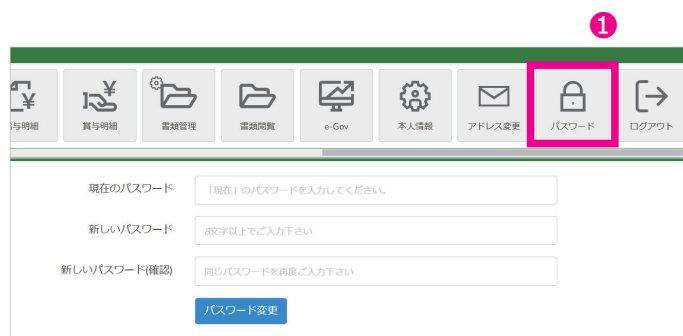 ❶
与明細 賞与明細 書類管理 書類閲覧 e-Gov 本人情報 アドレス変更 パスワード ログアウト
現在のパスワード 「現在」のパスワードを入力してください。
新しいパスワード 8文字以上でご入力下さい
新しいパスワード(確認) 同じパスワードを再度ご入力下さい
パスワード変更